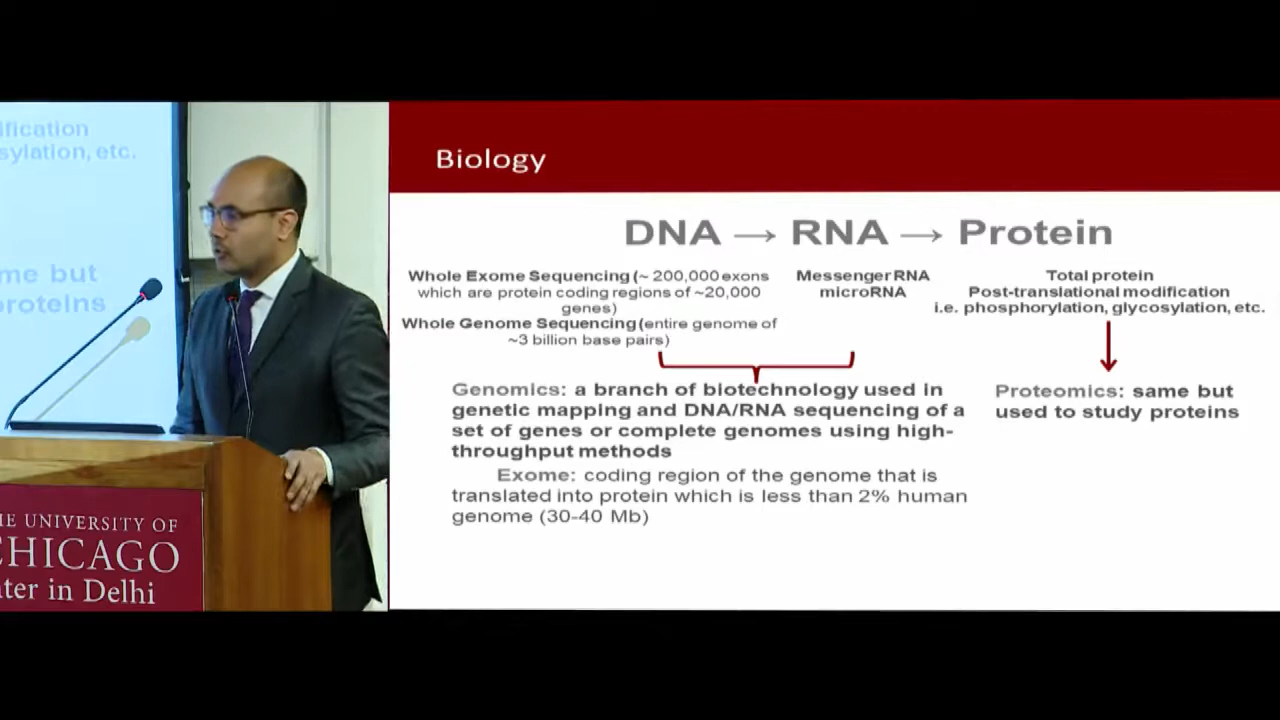 ification
sylation, etc.
me but
proteins
HE UNIVERSITY OF
CHICAGO
ter in Delhi
Biology
DNA → RNA → Protein
Whole Exome Sequencing (~ 200,000 exons
which are protein coding regions of ~20,000
genes)
Whole Genome Sequencing (entire genome of
~3 billion base pairs)
Messenger RNA
microRNA
Total protein
Post-translational modification
i.e. phosphorylation, glycosylation, etc.
Genomics: a branch of biotechnology used in
genetic mapping and DNA/RNA sequencing of a
set of genes or complete genomes using high-
throughput methods
Exome: coding region of the genome that is
translated into protein which is less than 2% human
genome (30-40 Mb)
Proteomics: same but
used to study proteins